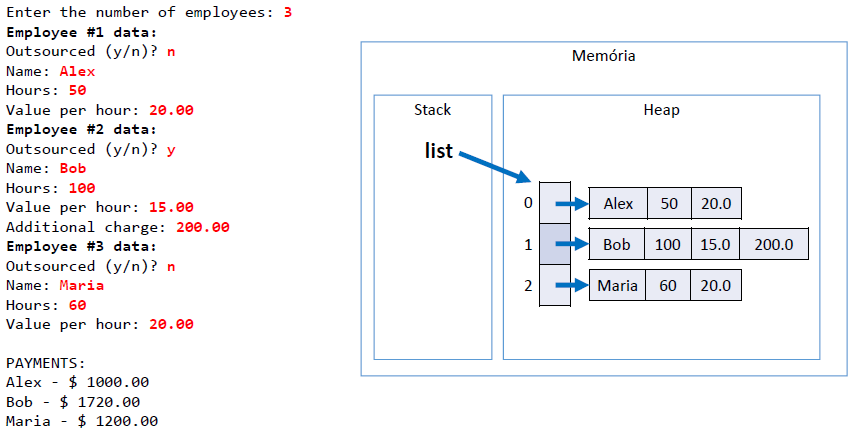 Enter the number of employees: 3
Employee #1 data:
Outsourced (y/n)? n
Name: Alex
Hours: 50
Value per hour: 20.00
Employee #2 data:
Outsourced (y/n)? y
Name: Bob
Hours: 100
Value per hour: 15.00
Additional charge: 200.00
Employee #3 data:
Outsourced (y/n)? n
Name: Maria
Hours: 60
Value per hour: 20.00
PAYMENTS:
Alex - $ 1000.00
Bob - $ 1720.00
Maria - $ 1200.00
Memória
Stack
Heap
list
0 Alex 50 20.0
1 Bob 100 15.0 200.0
2 Maria 60 20.0